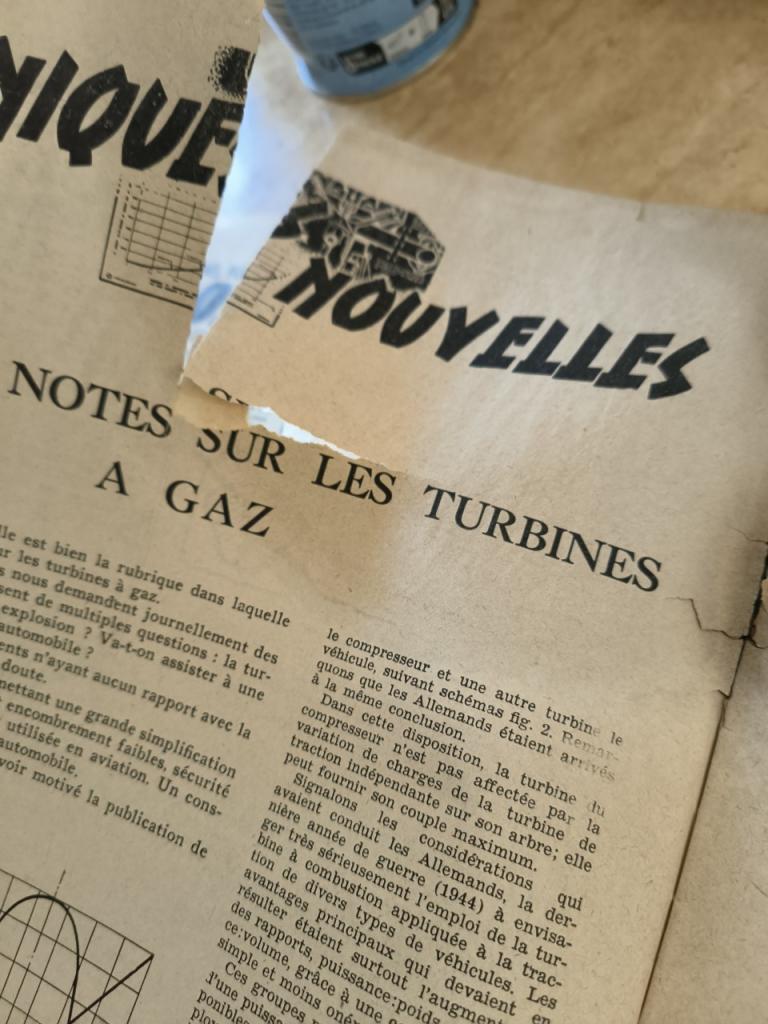 NIQUES
NOUVELLES
NOTES SUR LES TURBINES
A GAZ
lle est bien la rubrique dans laquelle
ur les turbines à gaz.
s nous demandent journellement des
sent de multiples questions : la tur-
explosion ? Va-t-on assister à une
automobile ?
ents n'ayant aucun rapport avec la
doute.
mettant une grande simplification
encombrement faibles, sécurité
utilisée en aviation. Un cons-
automobile.
voir motivé la publication de
le compresseur et une autre turbine le
véhicule, suivant schémas fig. 2. Remar-
quons que les Allemands étaient arrivés
à la même conclusion.
Dans cette disposition, la turbine du
compresseur n'est pas affectée par la
variation de charges de la turbine de
traction indépendante sur son arbre; elle
peut fournir son couple maximum.
Signalons les considérations qui
avaient conduit les Allemands, la der-
nière année de guerre (1944) à envisa-
ger très sérieusement l'emploi de la tur-
bine à combustion appliquée à la trac-
tion de divers types de véhicules. Les
avantages principaux qui devaient en
résulter étaient surtout l'augment
des rapports, puissance:poids
ce:volume, grâce à une
simple et moins oné
Ces groupes
d'une puiss
ponibles